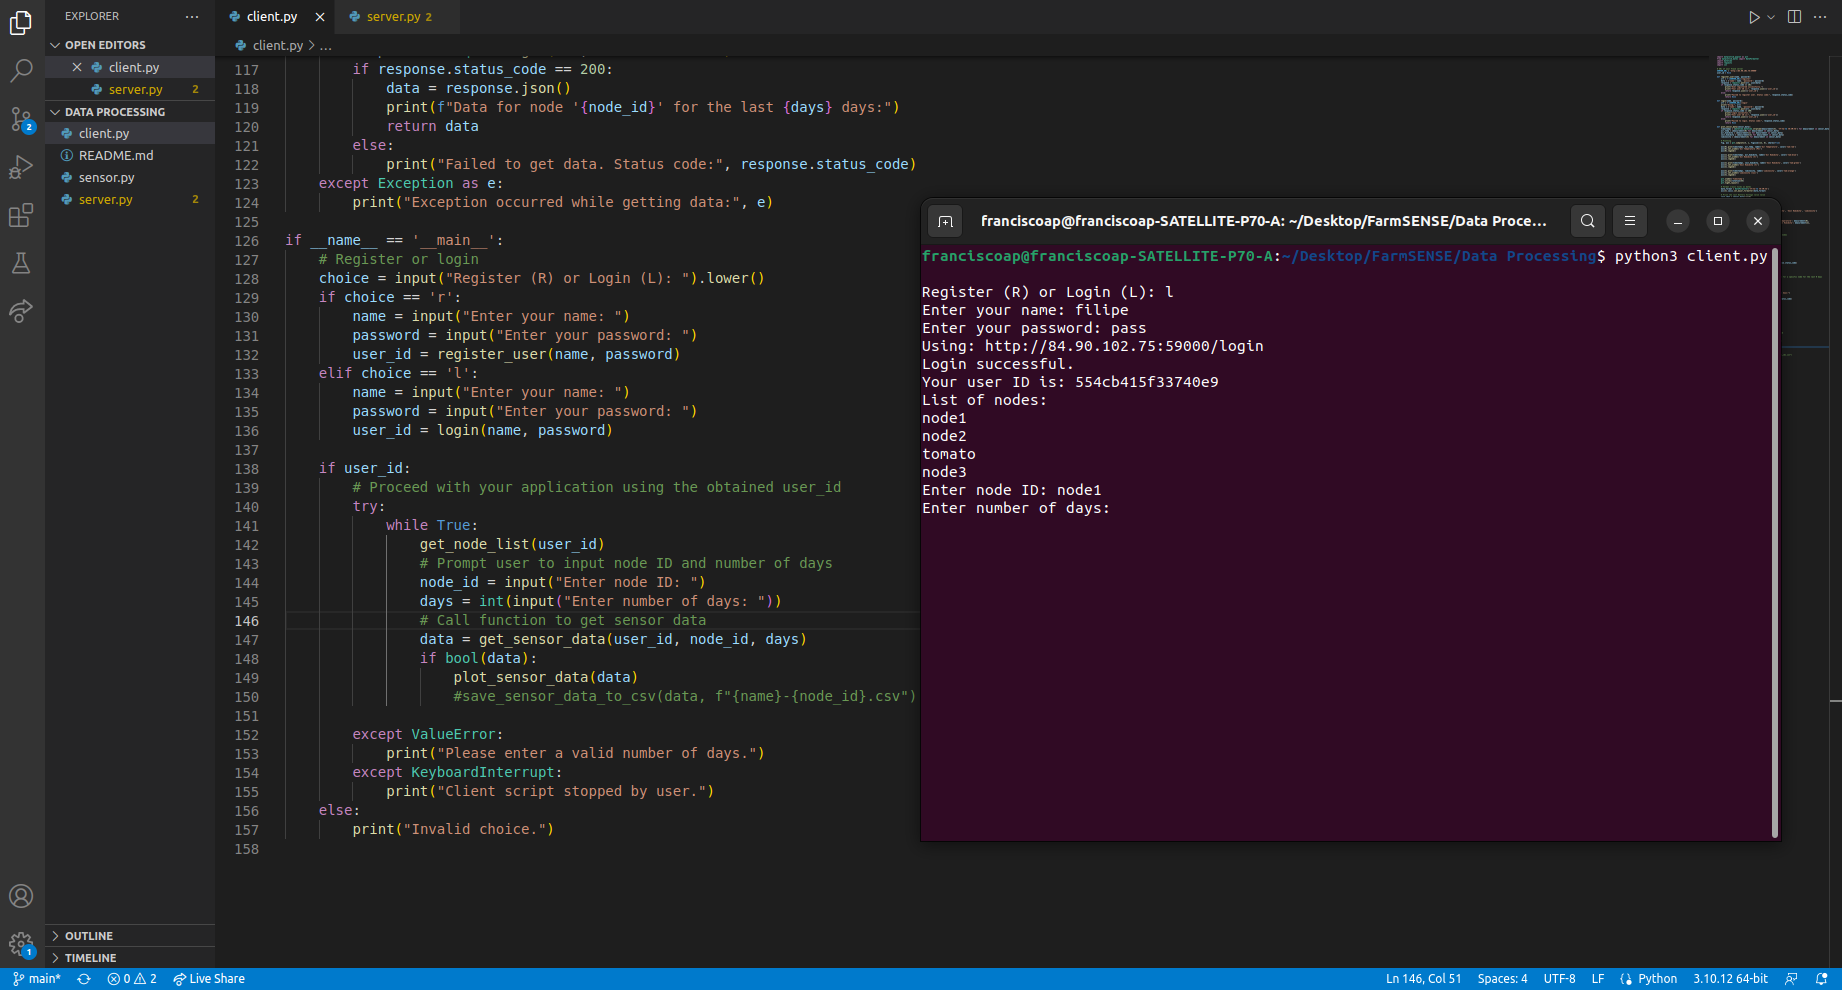 EXPLORER
client.py
server.py 2
OPEN EDITORS
client.py
server.py 2
DATA PROCESSING
client.py
README.md
sensor.py
server.py 2
client.py > ...
117 if response.status_code == 200:
118 data = response.json()
119 print(f"Data for node '{node_id}' for the last {days} days:")
120 return data
121 else:
122 print("Failed to get data. Status code:", response.status_code)
123 except Exception as e:
124 print("Exception occurred while getting data:", e)
125
126 if __name__ == '__main__':
127 # Register or login
128 choice = input("Register (R) or Login (L): ").lower()
129 if choice == 'r':
130 name = input("Enter your name: ")
131 password = input("Enter your password: ")
132 user_id = register_user(name, password)
133 elif choice == 'l':
134 name = input("Enter your name: ")
135 password = input("Enter your password: ")
136 user_id = login(name, password)
137
138 if user_id:
139 # Proceed with your application using the obtained user_id
140 try:
141 while True:
142 get_node_list(user_id)
143 # Prompt user to input node ID and number of days
144 node_id = input("Enter node ID: ")
145 days = int(input("Enter number of days: "))
146 # Call function to get sensor data
147 data = get_sensor_data(user_id, node_id, days)
148 if bool(data):
149 plot_sensor_data(data)
150 #save_sensor_data_to_csv(data, f"{name}-{node_id}.csv")
151
152 except ValueError:
153 print("Please enter a valid number of days.")
154 except KeyboardInterrupt:
155 print("Client script stopped by user.")
156 else:
157 print("Invalid choice.")
158
franciscoap@franciscoap-SATELLITE-P70-A: ~/Desktop/FarmSENSE/Data Proce...
franciscoap@franciscoap-SATELLITE-P70-A:~/Desktop/FarmSENSE/Data Processing$ python3 client.py
Register (R) or Login (L): l
Enter your name: filipe
Enter your password: pass
Using: http://84.90.102.75:59000/login
Login successful.
Your user ID is: 554cb415f33740e9
List of nodes:
node1
node2
tomato
node3
Enter node ID: node1
Enter number of days:
2
OUTLINE
TIMELINE
1
main* 0 2 Live Share
Ln 146, Col 51 Spaces: 4 UTF-8 LF Python 3.10.12 64-bit